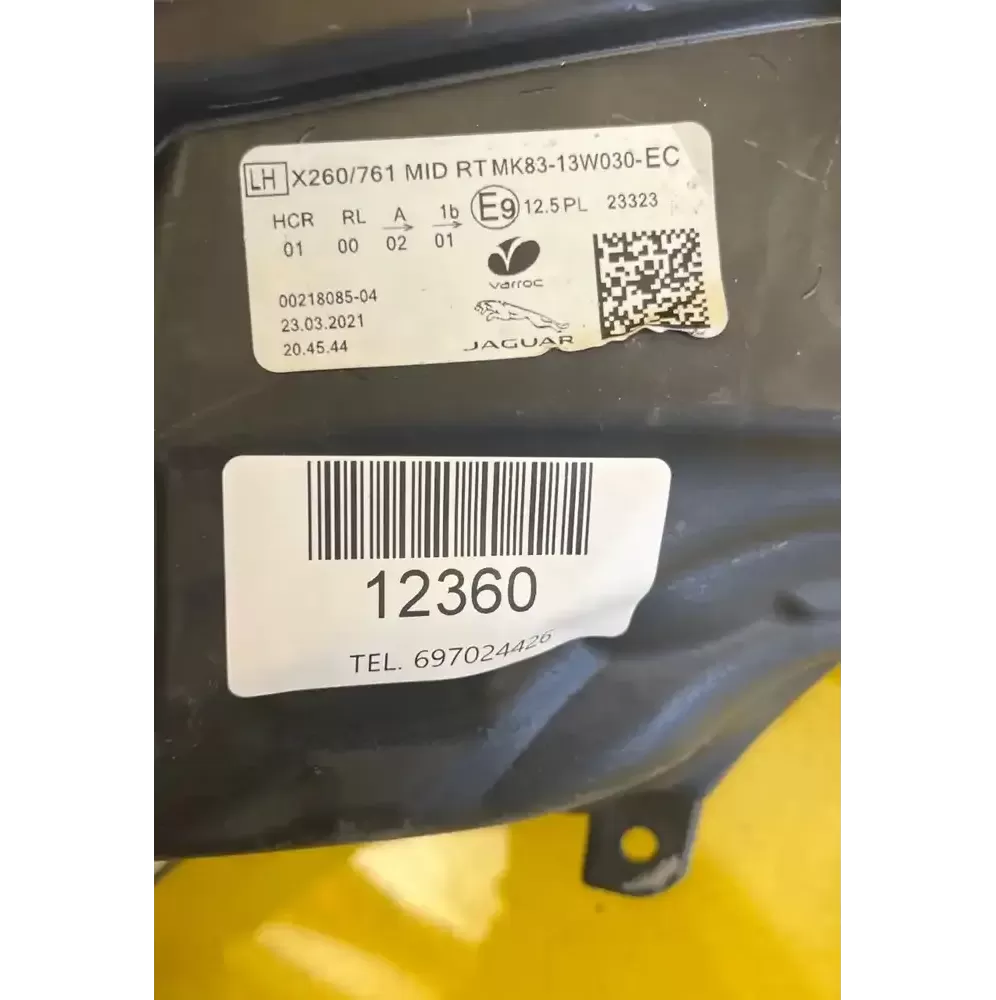 LH X260/761 MID RT MK83-13W030-EC
HCR RL A 1b E9 12.5 PL 23323
01 00 02 01
varroc
00218085-04
23.03.2021
20.45.44
JAGUAR
12360
TEL. 697024426